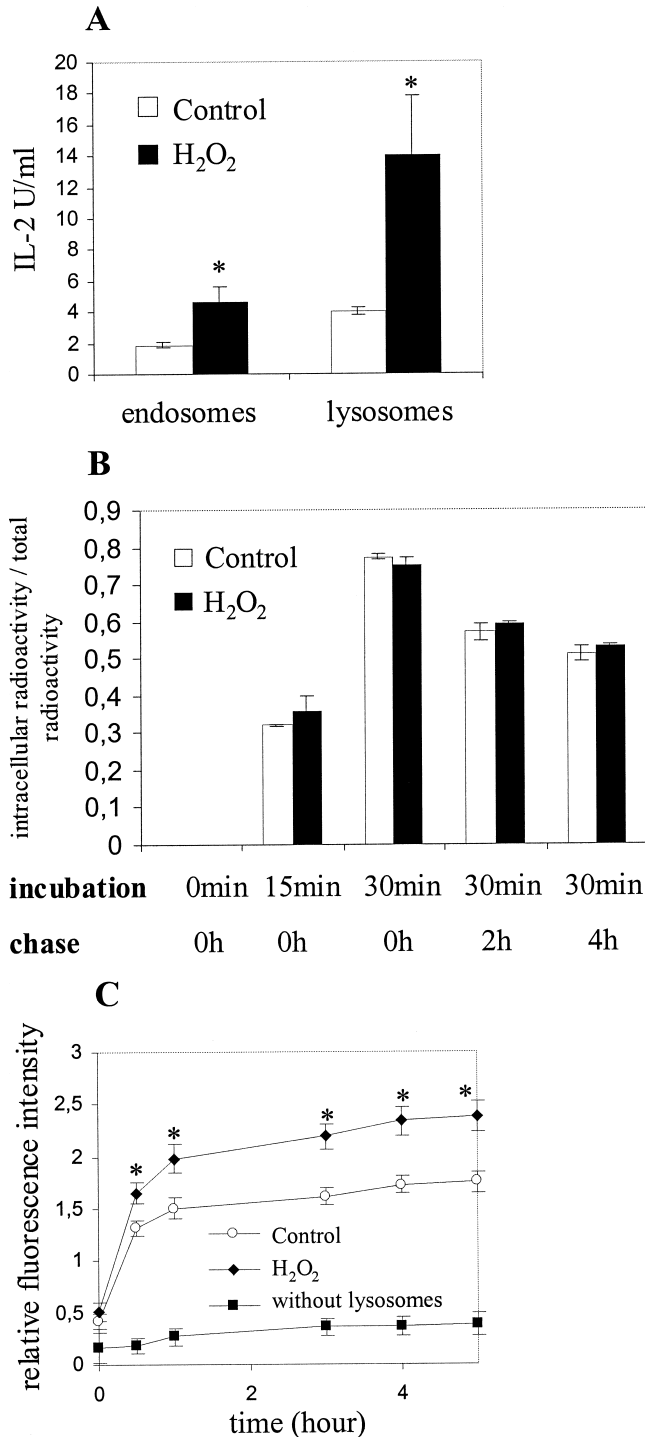 A
20
18
16
14
12
10
8
6
4
2
0
IL-2 U/ml
Control
H₂O₂
*
*
endosomes lysosomes
B
0,9
0,8
0,7
0,6
0,5
0,4
0,3
0,2
0,1
0
intracellular radioactivity / total
radioactivity
Control
H₂O₂
incubation 0min 15min 30min 30min 30min
chase 0h 0h 0h 2h 4h
C
3
2,5
2
1,5
1
0,5
0
relative fluorescence intensity
* * * * *
Control
H₂O₂
without lysosomes
0 2 4
time (hour)